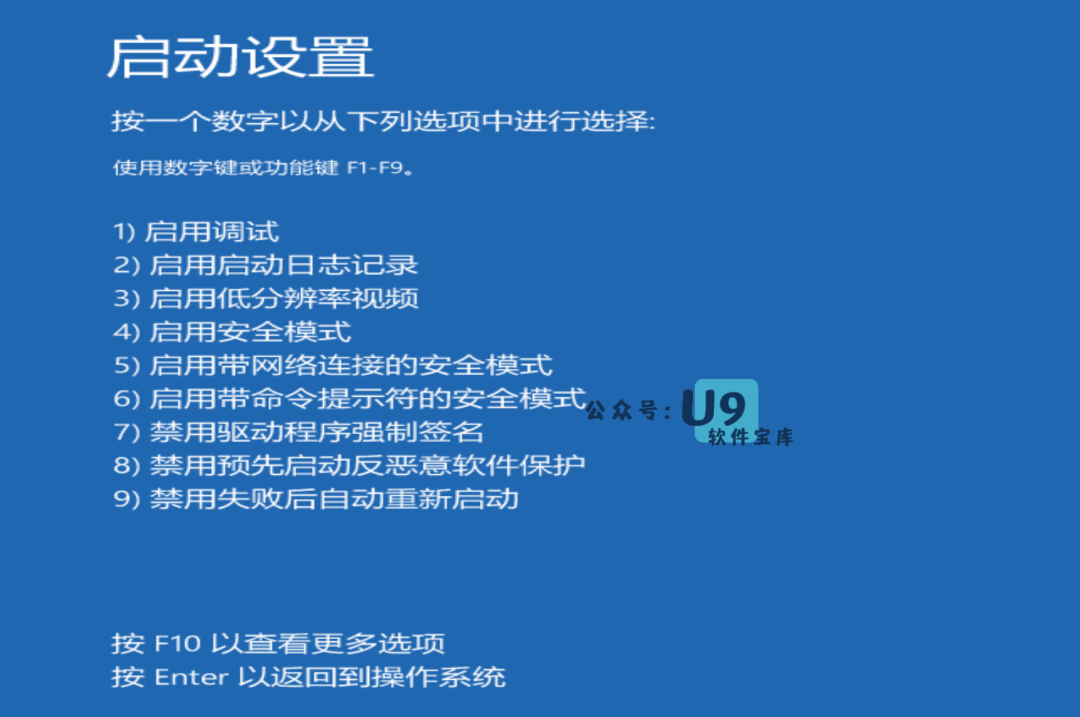 启动设置
按一个数字以从下列选项中进行选择:
使用数字键或功能键 F1-F9。
1) 启用调试
2) 启用启动日志记录
3) 启用低分辨率视频
4) 启用安全模式
5) 启用带网络连接的安全模式
6) 启用带命令提示符的安全模式
公众号: U9
软件宝库
7) 禁用驱动程序强制签名
8) 禁用预先启动反恶意软件保护
9) 禁用失败后自动重新启动
按 F10 以查看更多选项
按 Enter 以返回到操作系统